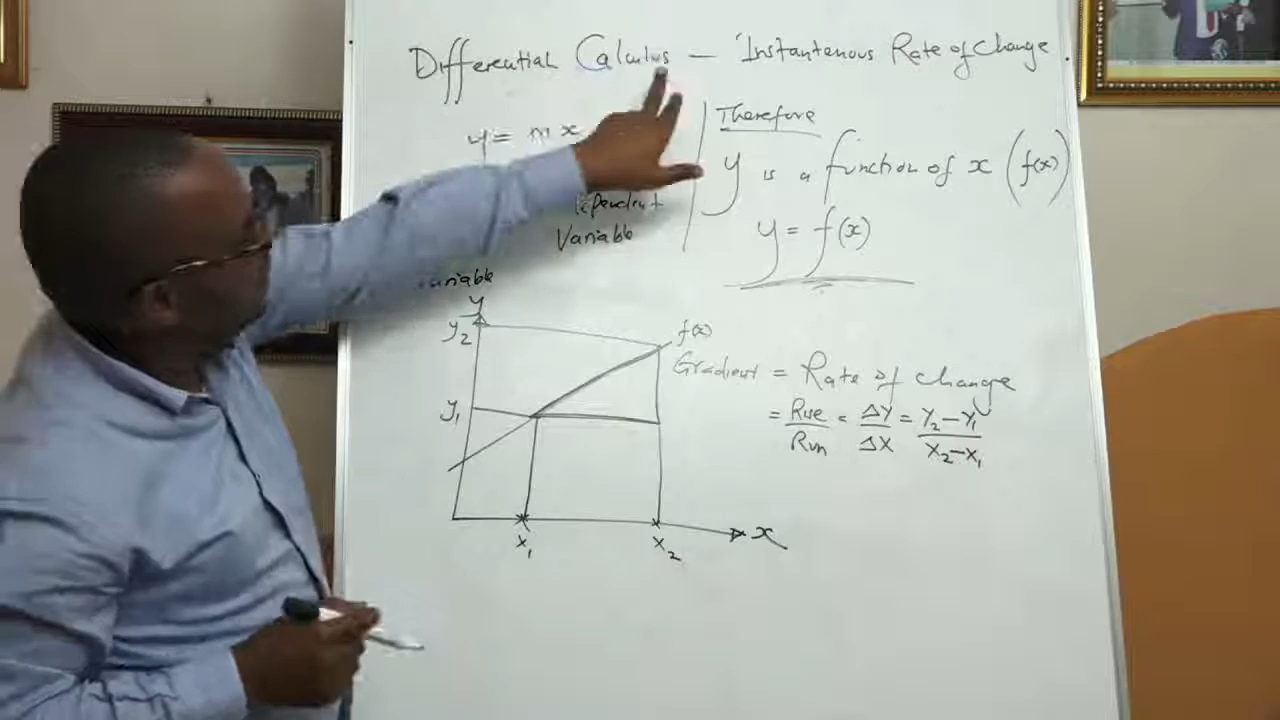 Differential Calculus – Instantenous Rate of Change.
y = m x
Variable
Therefore
y is a function of x (f(x))
y = f(x)
y
y2
f(x)
y1
x1
x2
x
Gradient = Rate of change
= Rise/Run = ΔY/ΔX = Y2–Y1/X2–X1